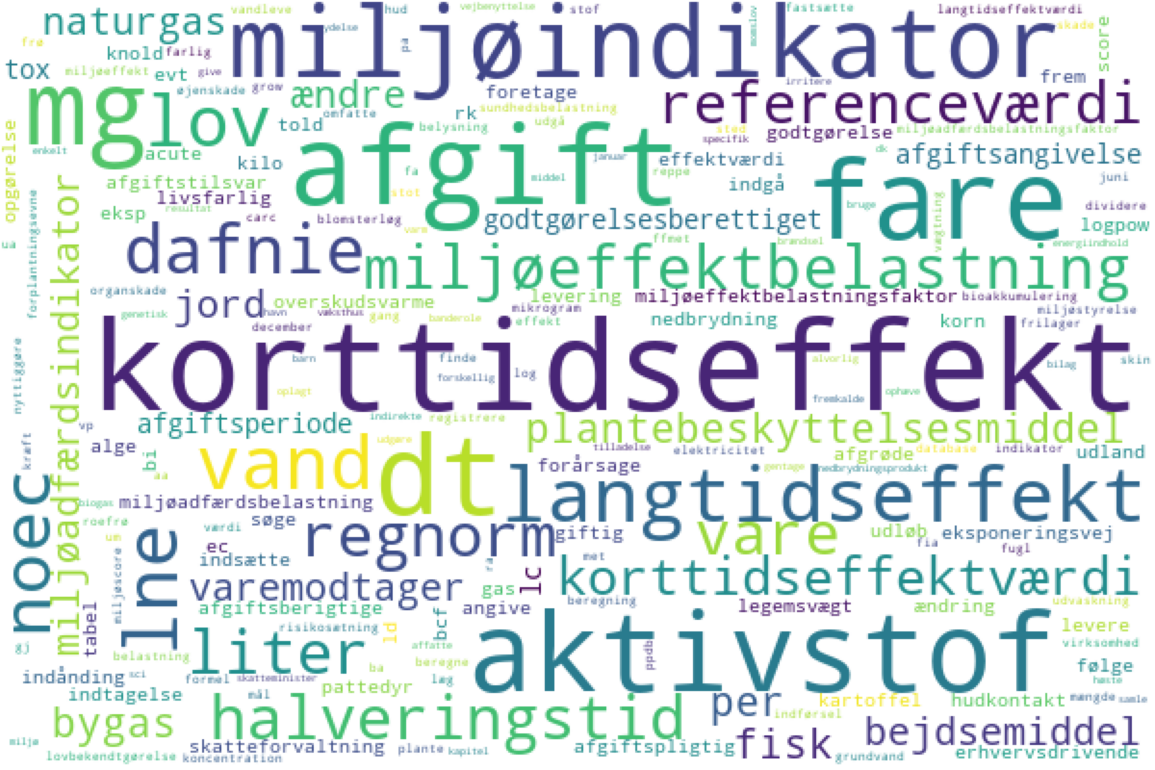 vandleve
hud
vejbenyttelse
stof
fastsætte
langtidseffektværdi
naturgas
miljøindikator
ydelse
pa
momslov
skade
score
frø
knold
farlig
tox
miljøeffekt
evt
give
foretage
irritere
frem
øjenskade
grow
ændre
sundhedsbelastning
referenceværdi
mg
lov
omfatte
rk
udgå
opgørelse
told
belysning
sted
specifik
godtgørelse
miljøadfærdsbelastningsfaktor
enkelt
acute
kilo
afgift
januar
effektværdi
dk
afgiftsangivelse
fa
middel
reppe
juni
afgiftstilsvar
indgå
fare
livsfarlig
stot
bruge
dividere
eksp
resultat
carc
blomsterløg
godtgørelsesberettiget
logpow
varm
vægtning
forplantningsevne
dafnie
ffmet
brændsel
energiindhold
miljøeffektbelastning
organskade
jord
overskudsvarme
levering
miljøeffektbelastningsfaktor
bioakkumulering
mikrogram
miljøstyrelse
genetisk
havn
væksthus
gang
banderole
effekt
nedbrydning
korn
frilager
december
korttidseffekt
barn
finde
alvorlig
bilag
skin
forskellig
log
nyttiggøre
oplagt
fremkalde
ophæve
miljøadfærdsindikator
afgiftsperiode
indirekte
registrere
plantebeskyttelsesmiddel
vp
kræft
alge
bi
vand
udgøre
dt
tilladelse
elektricitet
afgrøde
database
indikator
udland
forårsage
gentage
nedbrydningsprodukt
aa
noec
biogas
miljøadfærdsbelastning
langtidseffekt
roefrø
um
værdi
søge
regnorm
giftig
vare
udløb
eksponeringsvej
lne
ec
indsætte
ra
met
fia
fugl
miljøscore
varemodtager
gas
lc
korttidseffektværdi
tabel
afgiftsberigtige
bcf
angive
beregning
legemsvægt
ændring
udvaskning
risikosætning
ld
levere
gj
belastning
liter
affatte
aktivstof
ppdb
virksomhed
indånding
sci
formel
skatteminister
ba
beregne
følge
høste
indtagelse
mål
pattedyr
læg
per
kartoffel
hudkontakt
mængde
samle
bygas
halveringstid
indførsel
fisk
bejdsemiddel
miljø
skatteforvaltning
plante
kapitel
afgiftspligtig
grundvand
erhvervsdrivende
lovbekendtgørelse
koncentration